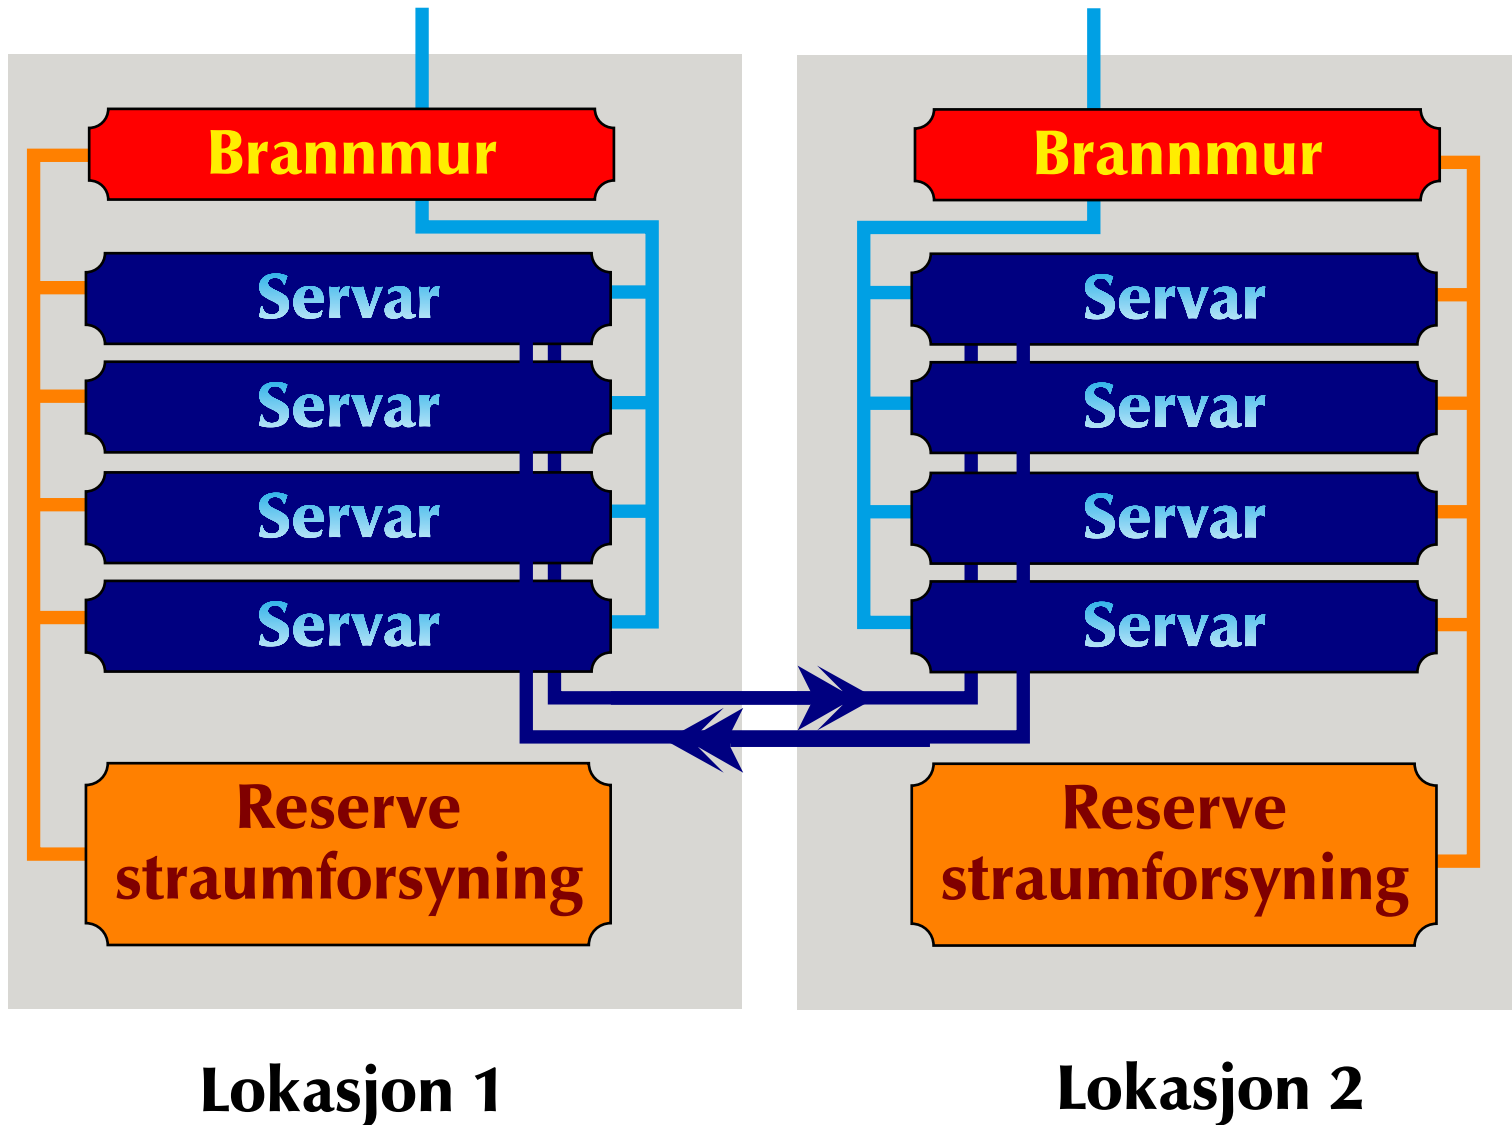 Brannmur
Servar
Servar
Servar
Servar
Reserve
straumforsyning
Lokasjon 1
Brannmur
Servar
Servar
Servar
Servar
Reserve
straumforsyning
Lokasjon 2